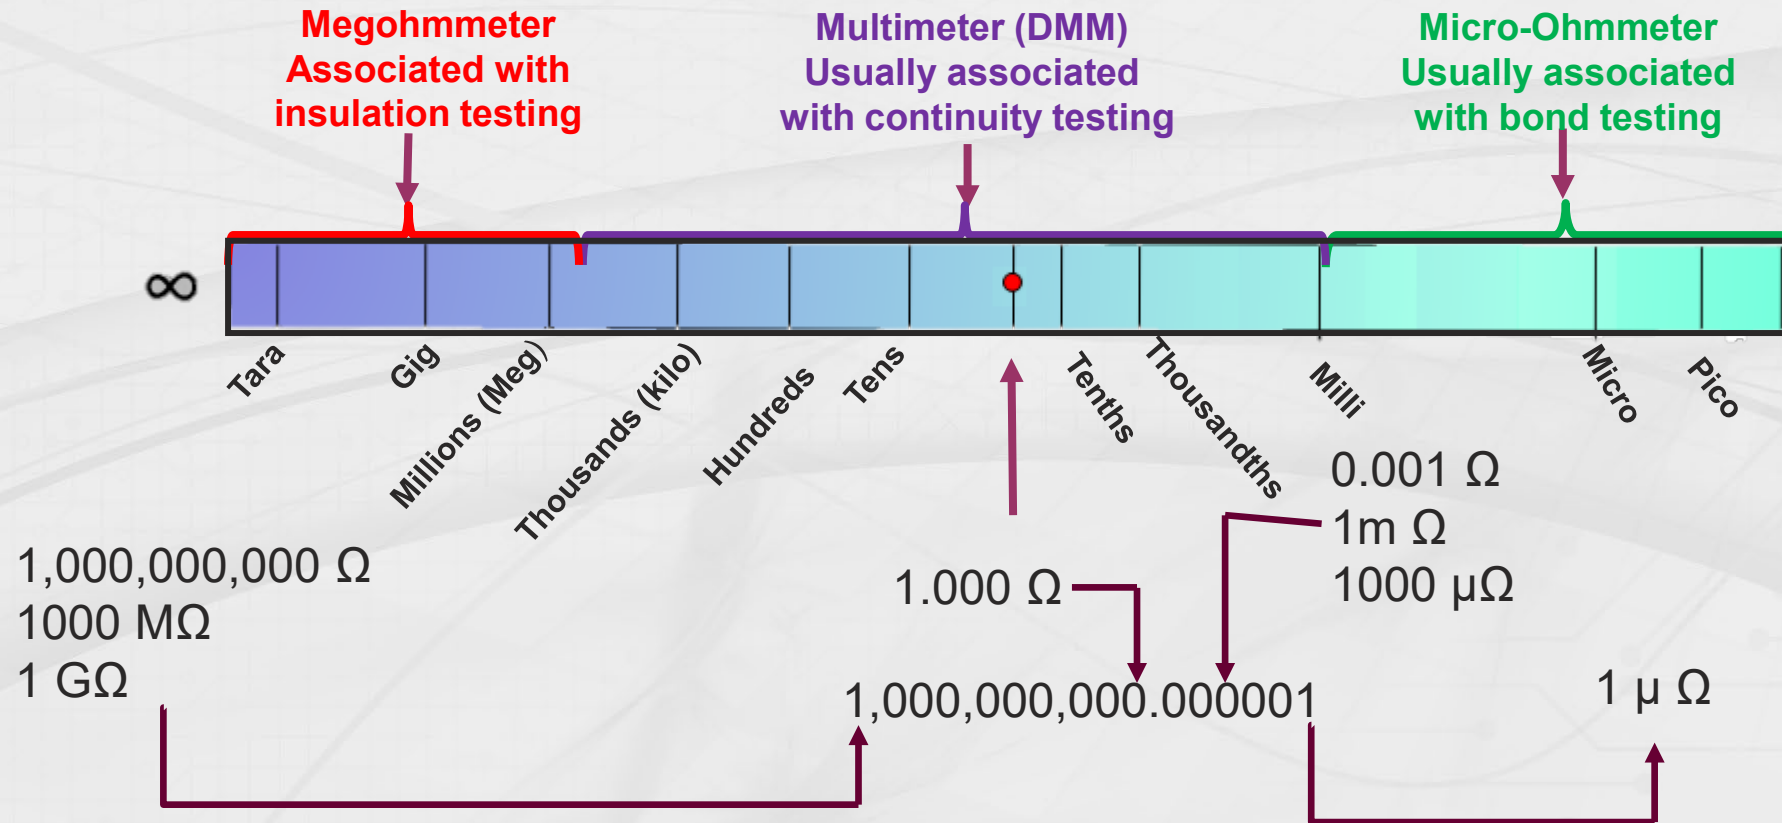 Megohmmeter
Associated with
insulation testing
Multimeter (DMM)
Usually associated
with continuity testing
Micro-Ohmmeter
Usually associated
with bond testing
∞
Tara
Gig
Millions (Meg)
Thousands (kilo)
Hundreds
Tens
Tenths
Thousandths
Milli
Micro
Pico
0.001 Ω
1m Ω
1000 µΩ
1,000,000,000 Ω
1000 MΩ
1 GΩ
1.000 Ω
1,000,000,000.000001
1 µ Ω